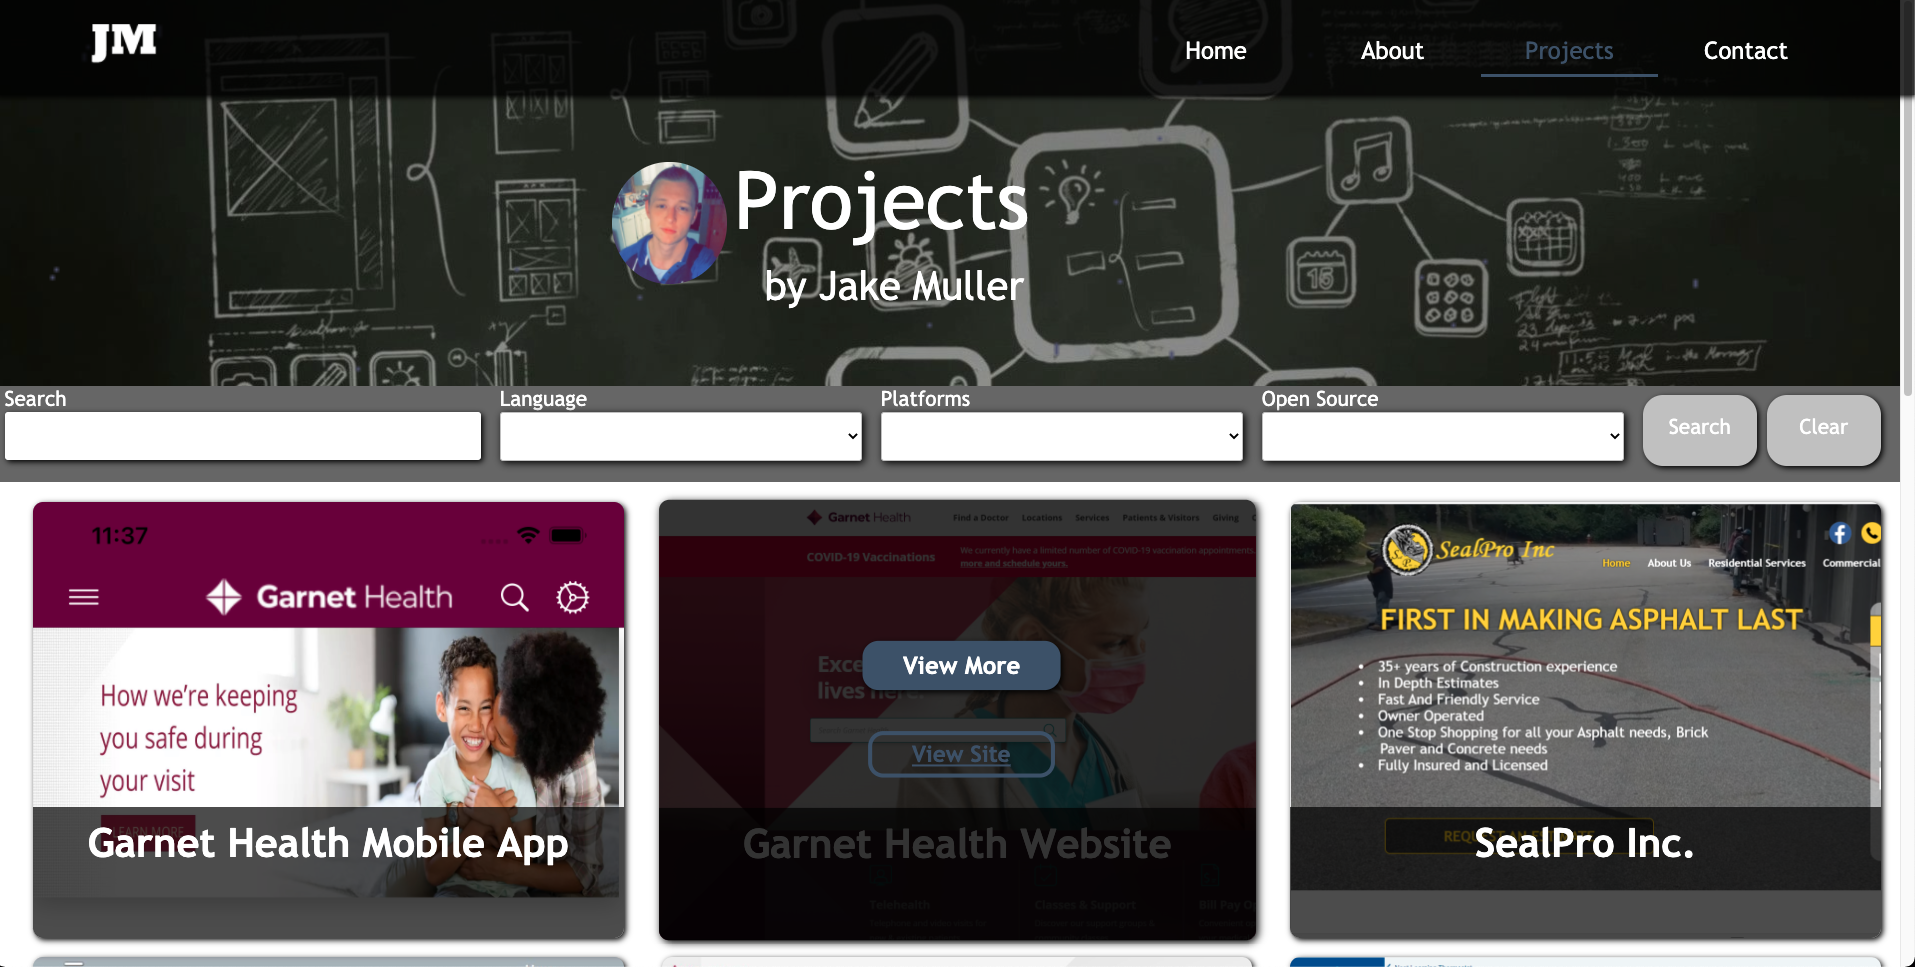 JM
Home
About
Projects
Contact
Projects
by Jake Muller
15
Search
Language
Platforms
Open Source
Search
Clear
11:37
Garnet Health
How we're keeping
you safe during
your visit
LEARN MORE
Garnet Health Mobile App
Garnet Health
Find a Doctor Locations Services Patients & Visitors Giving
COVID-19 Vaccinations
We currently have a limited number of COVID-19 vaccination appointments.
more and schedule yours.
lives here.
View More
View Site
Garnet Health Website
Telehealth
Classes & Support
Bill Pay
SealPro Inc
Home About Us Residential Services Commercial
FIRST IN MAKING ASPHALT LAST
• 35+ years of Construction experience
• In Depth Estimates
• Fast And Friendly Service
• Owner Operated
• One Stop Shopping for all your Asphalt needs, Brick
Paver and Concrete needs
• Fully Insured and Licensed
SealPro Inc.